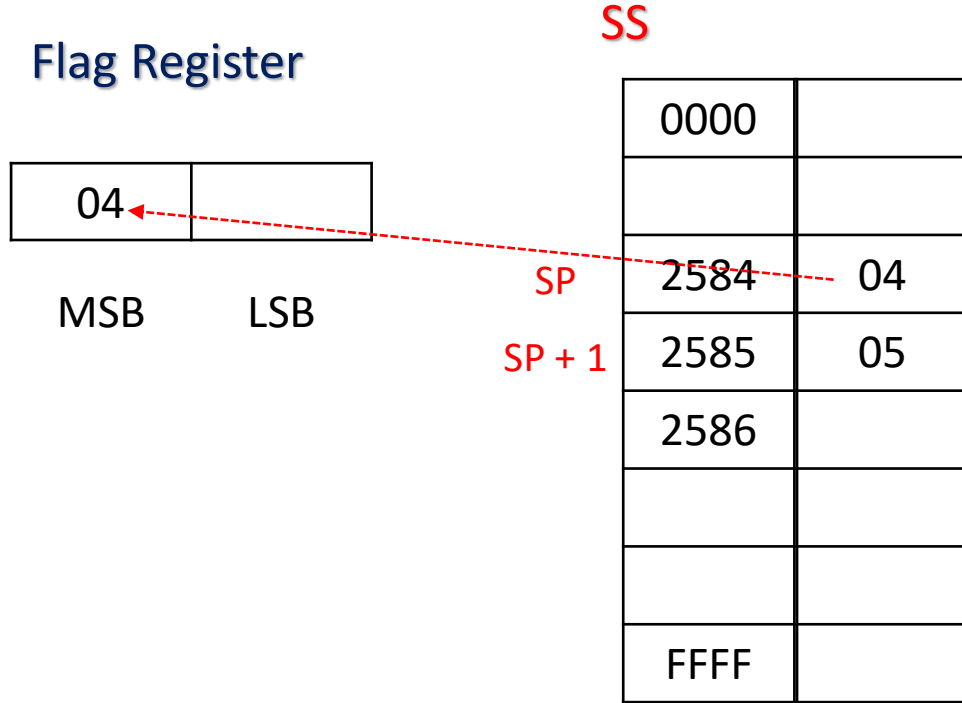 SS
Flag Register
0000
04
SP
2584
04
MSB
LSB
SP + 1
2585
05
2586
FFFF